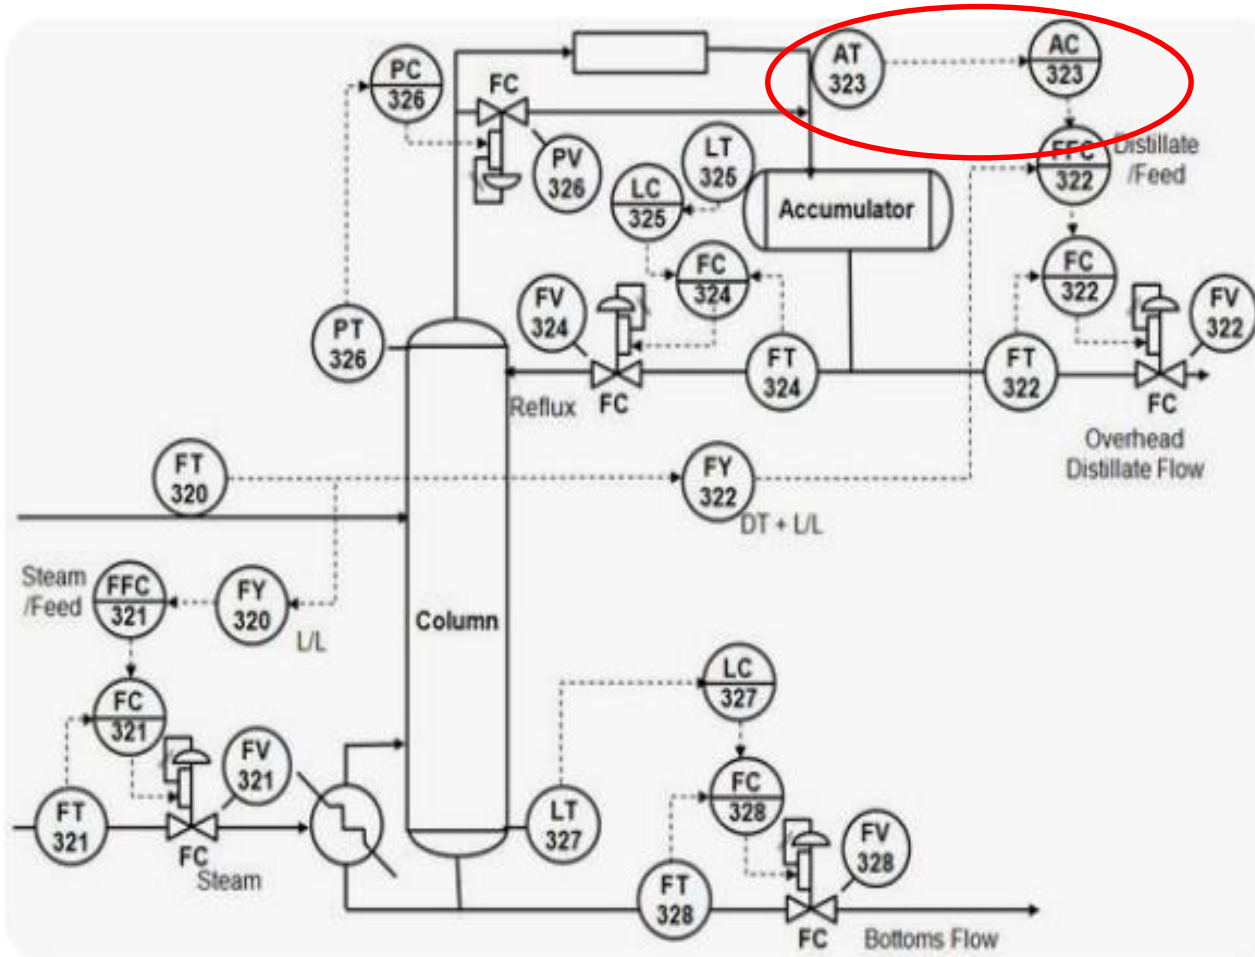 AT
323
AC
323
PC
326
FC
PV
326
LT
325
LC
325
Accumulator
FFC
322
Distillate
/Feed
FC
324
FC
322
FV
324
FV
322
PT
326
FT
324
FT
322
Reflux
FC
FC
Overhead
Distillate Flow
FT
320
FY
322
DT + L/L
Steam
/Feed
FFC
321
FY
320
L/L
Column
LC
327
FC
321
FV
321
FC
328
FT
321
LT
327
FC
Steam
FV
328
FT
328
FC
Bottoms Flow